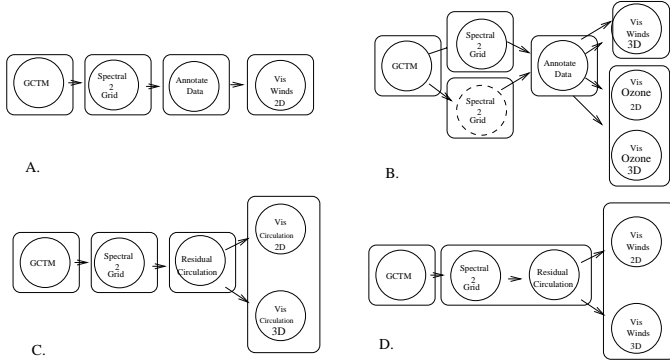 GCTM
Spectral
2
Grid
Annotate
Data
Vis
Winds
2D
A.
GCTM
Spectral
2
Grid
Spectral
2
Grid
Annotate
Data
Vis
Winds
3D
Vis
Ozone
2D
Vis
Ozone
3D
B.
GCTM
Spectral
2
Grid
Residual
Circulation
Vis
Circulation
2D
Vis
Circulation
3D
C.
GCTM
Spectral
2
Grid
Residual
Circulation
Vis
Winds
2D
Vis
Winds
3D
D.